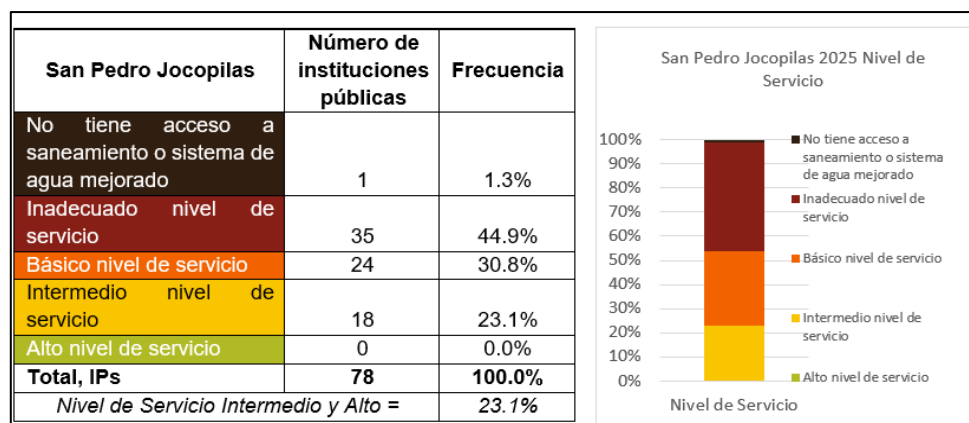 San Pedro Jocopilas
Número de
instituciones
públicas
Frecuencia
No tiene acceso a
saneamiento o sistema de
agua mejorado
1
1.3%
Inadecuado nivel de
servicio
35
44.9%
Básico nivel de servicio
24
30.8%
Intermedio nivel de
servicio
18
23.1%
Alto nivel de servicio
0
0.0%
Total, IPs
78
100.0%
Nivel de Servicio Intermedio y Alto =
23.1%
San Pedro Jocopilas 2025 Nivel de
Servicio
100%
90%
80%
70%
60%
50%
40%
30%
20%
10%
0%
Nivel de Servicio
No tiene acceso a
saneamiento o sistema
de agua mejorado
Inadecuado nivel de
servicio
Básico nivel de servicio
Intermedio nivel de
servicio
Alto nivel de servicio